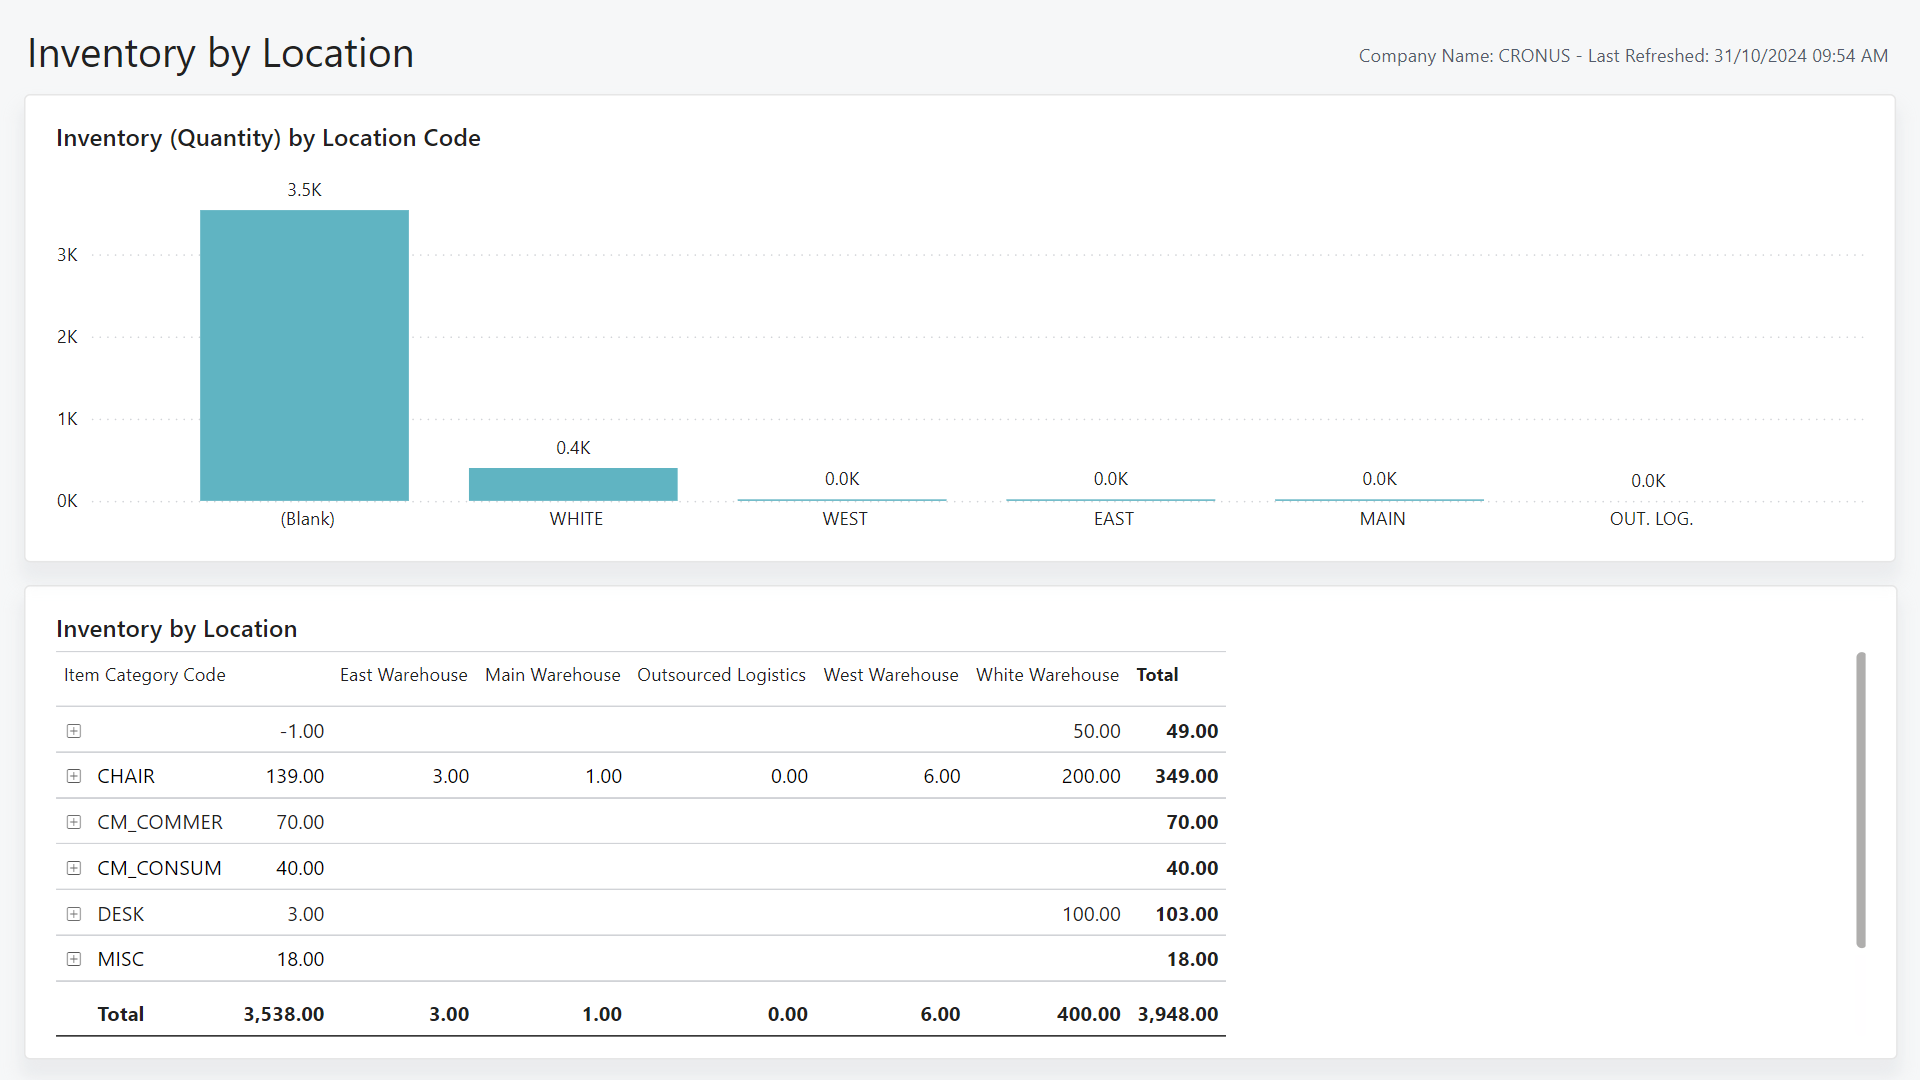 Inventory by Location
Company Name: CRONUS - Last Refreshed: 31/10/2024 09:54 AM
Inventory (Quantity) by Location Code
3.5K
3K
2K
1K
0.4K
0.0K 0.0K 0.0K 0.0K
0K
(Blank) WHITE WEST EAST MAIN OUT. LOG.
Inventory by Location
Item Category Code East Warehouse Main Warehouse Outsourced Logistics West Warehouse White Warehouse Total
-1.00 50.00 49.00
CHAIR 139.00 3.00 1.00 0.00 6.00 200.00 349.00
CM_COMMER 70.00 70.00
CM_CONSUM 40.00 40.00
DESK 3.00 100.00 103.00
MISC 18.00 18.00
Total 3,538.00 3.00 1.00 0.00 6.00 400.00 3,948.00